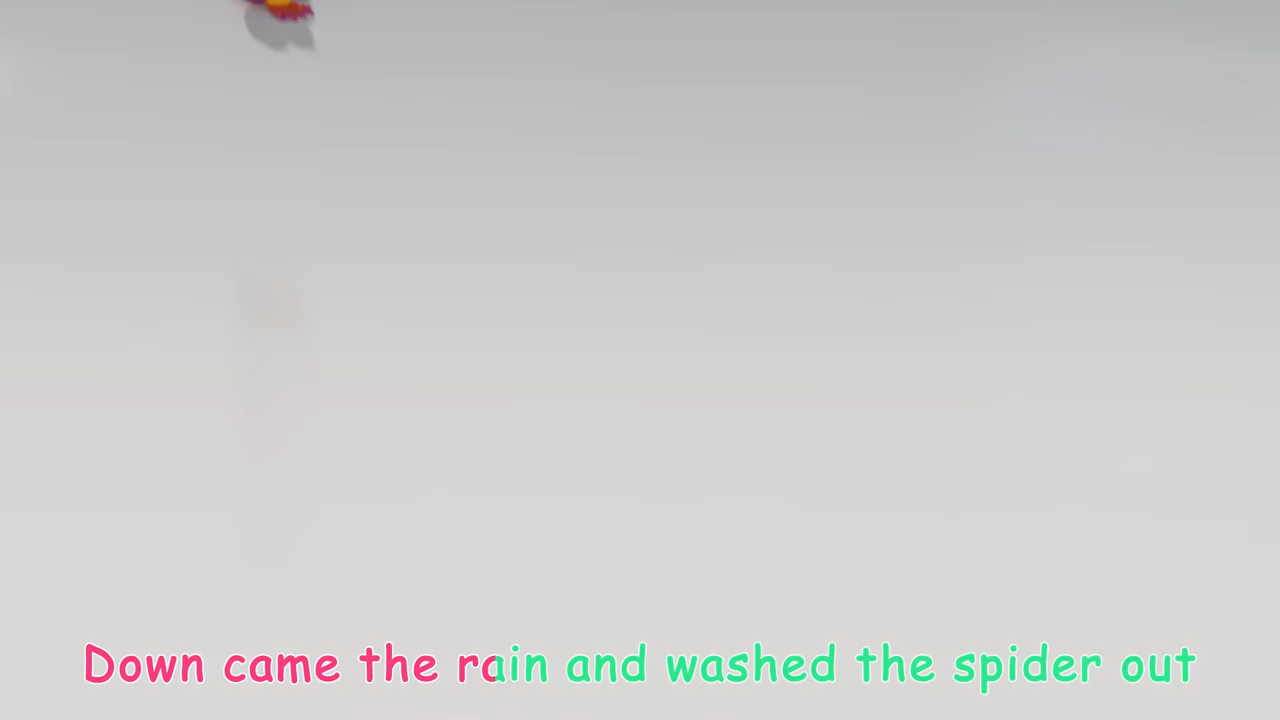 Down came the rain and washed the spider out